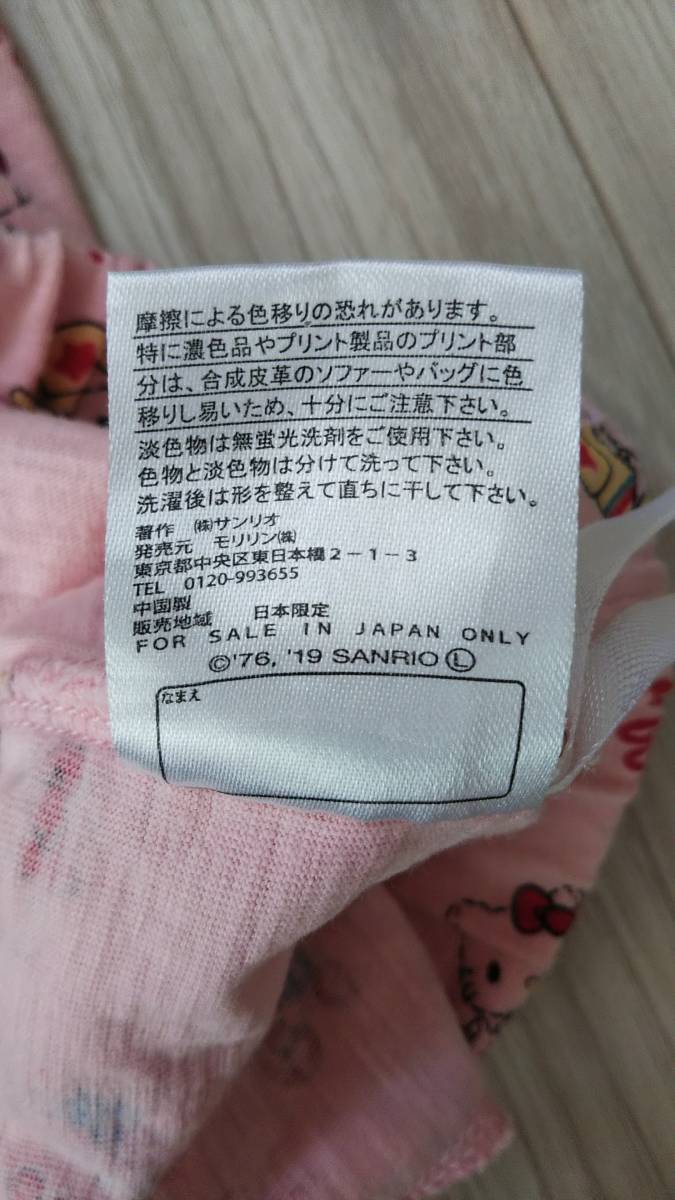 摩擦による色移りの恐れがあります。
特に濃色品やプリント製品のプリント部
分は、合成皮革のソファーやバッグに色
移りし易いため、十分にご注意下さい。
淡色物は無蛍光洗剤をご使用下さい。
色物と淡色物は分けて洗って下さい。
洗濯後は形を整えて直ちに干して下さい。
著作 ㈱サンリオ
発売元 モリリン㈱
東京都中央区東日本橋2-1-3
TEL 0120-993655
中国製
販売地域 日本限定
FOR SALE IN JAPAN ONLY
©'76, '19 SANRIO Ⓛ
なまえ